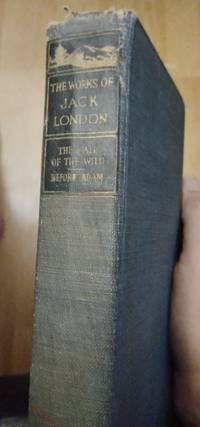 THE WORKS OF
JACK
LONDON
THE CALL
OF THE WILD
BEFORE ADAM